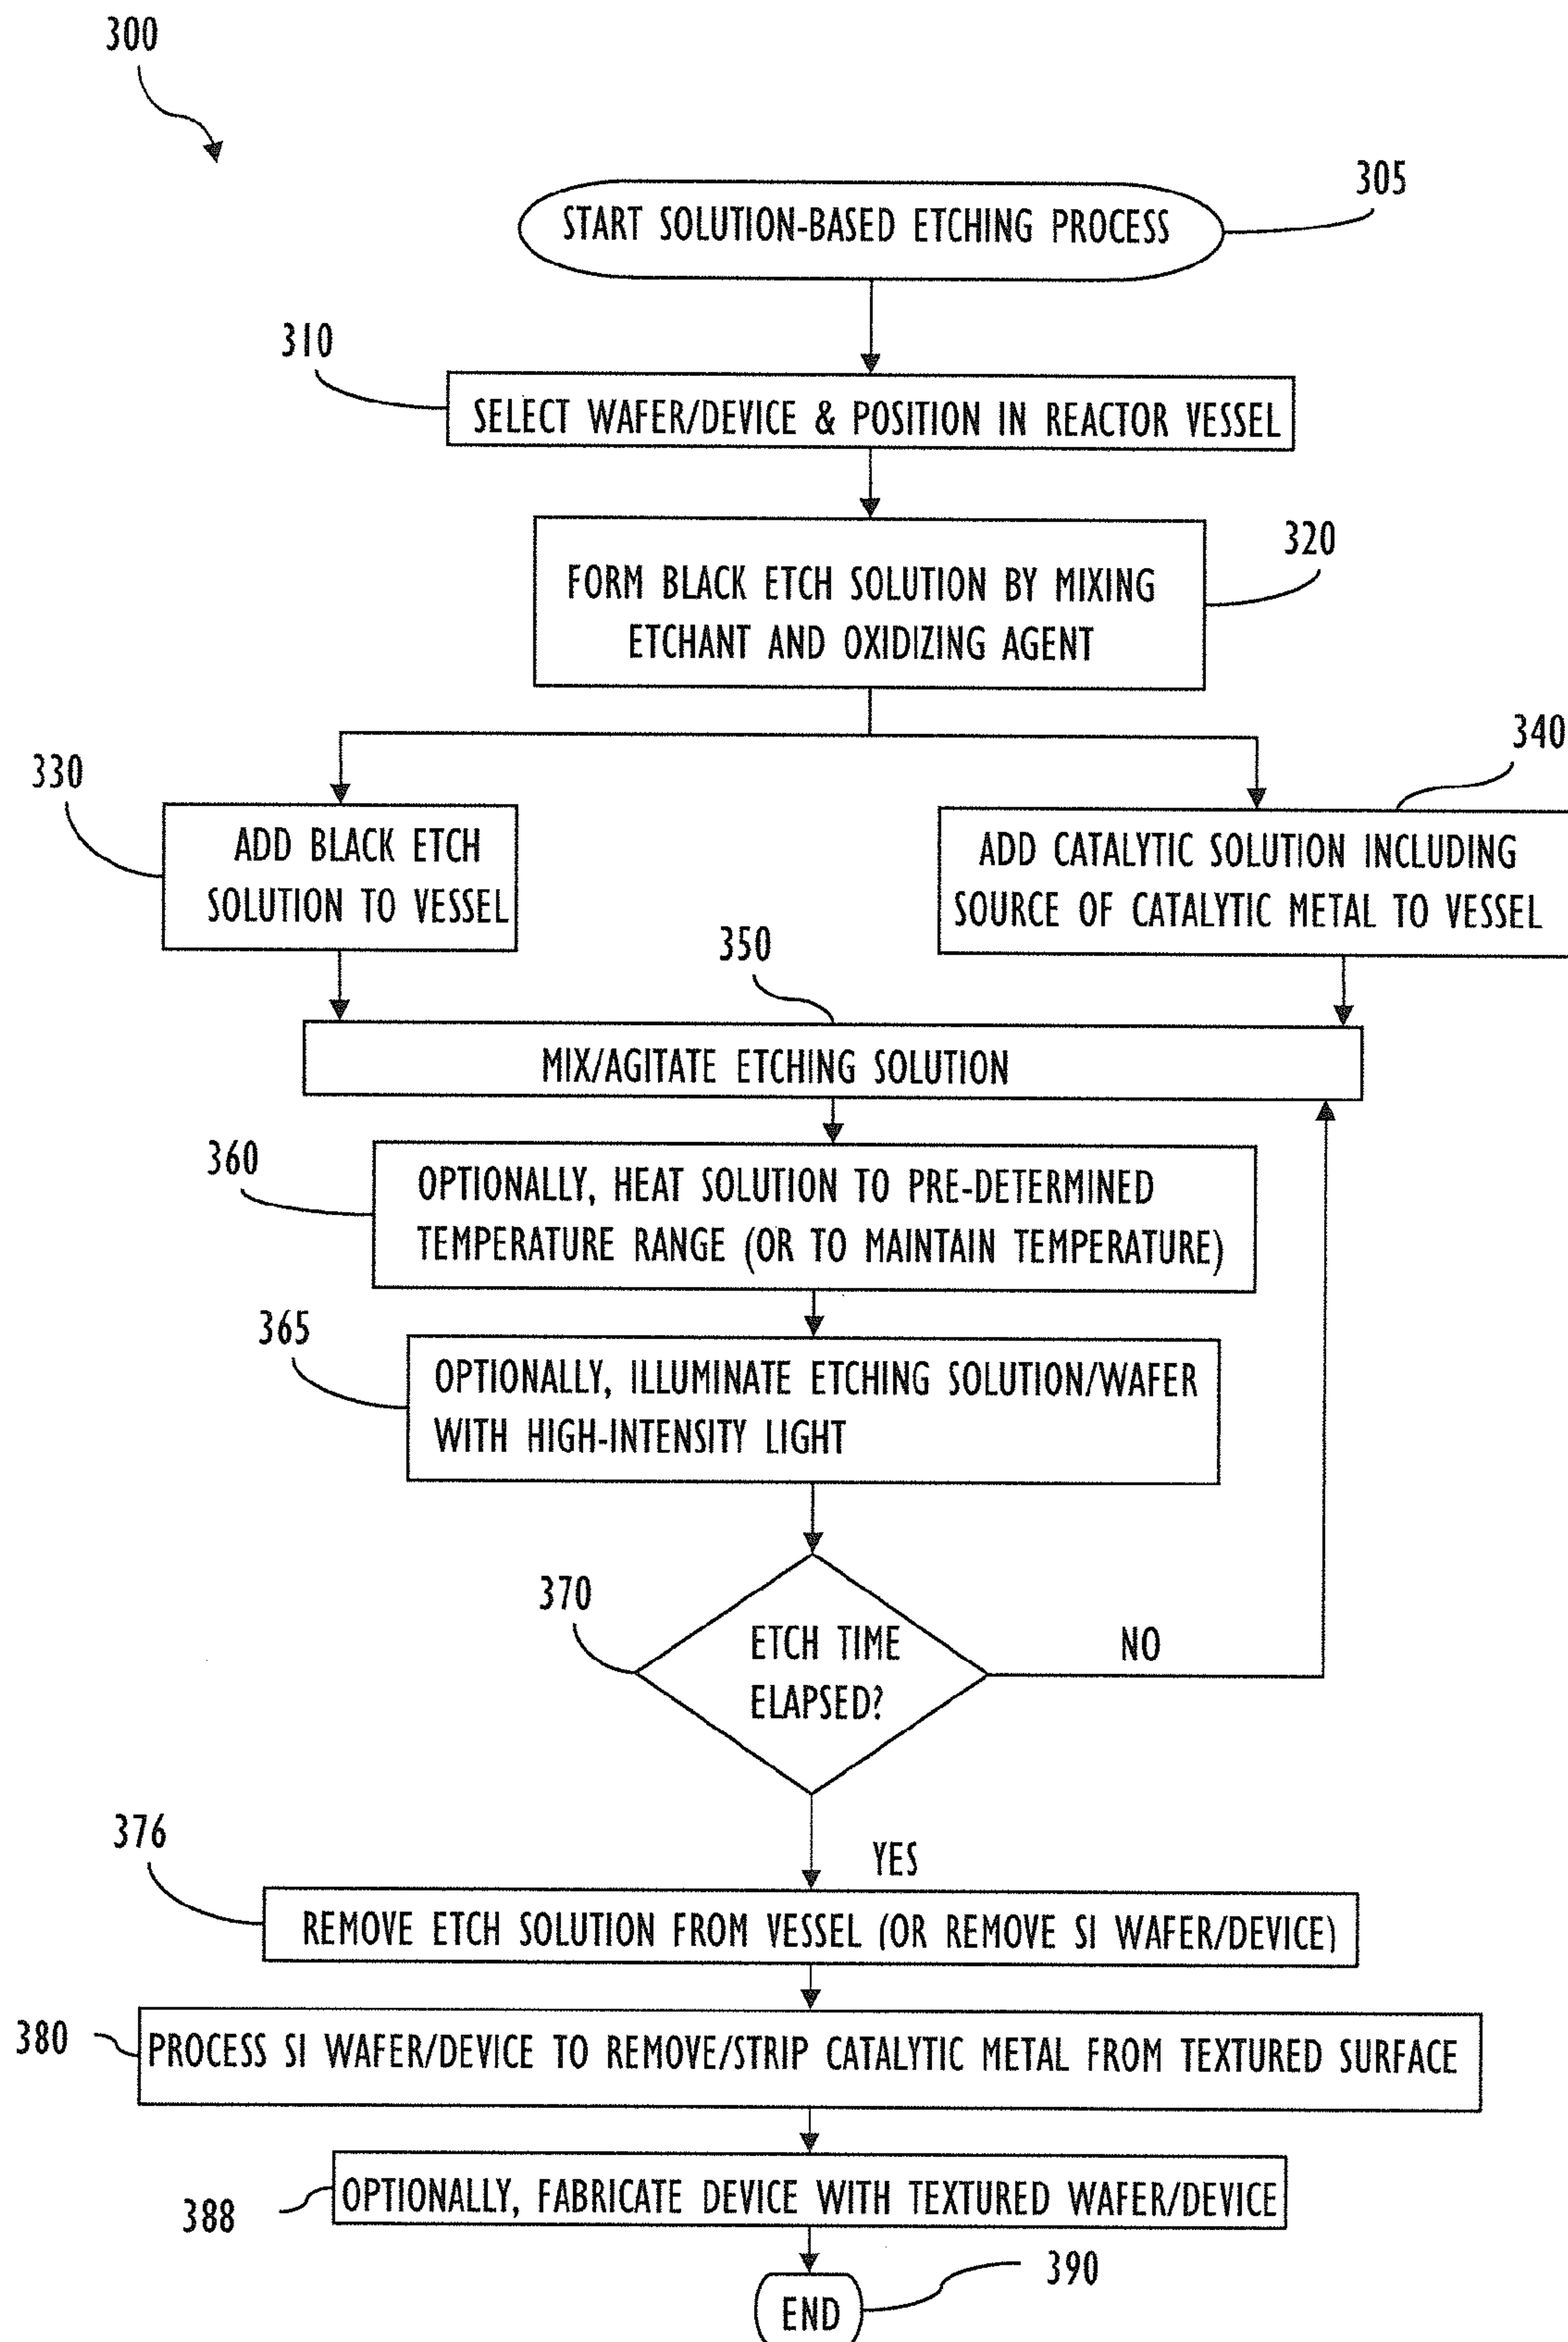 300
305
START SOLUTION-BASED ETCHING PROCESS
310
SELECT WAFER/DEVICE & POSITION IN REACTOR VESSEL
320
FORM BLACK ETCH SOLUTION BY MIXING
ETCHANT AND OXIDIZING AGENT
330
ADD BLACK ETCH
SOLUTION TO VESSEL
340
ADD CATALYTIC SOLUTION INCLUDING
SOURCE OF CATALYTIC METAL TO VESSEL
350
MIX/AGITATE ETCHING SOLUTION
360
OPTIONALLY, HEAT SOLUTION TO PRE-DETERMINED
TEMPERATURE RANGE (OR TO MAINTAIN TEMPERATURE)
365
OPTIONALLY, ILLUMINATE ETCHING SOLUTION/WAFER
WITH HIGH-INTENSITY LIGHT
370
ETCH TIME
ELAPSED?
NO
YES
376
REMOVE ETCH SOLUTION FROM VESSEL (OR REMOVE SI WAFER/DEVICE)
380
PROCESS SI WAFER/DEVICE TO REMOVE/STRIP CATALYTIC METAL FROM TEXTURED SURFACE
388
OPTIONALLY, FABRICATE DEVICE WITH TEXTURED WAFER/DEVICE
390
END